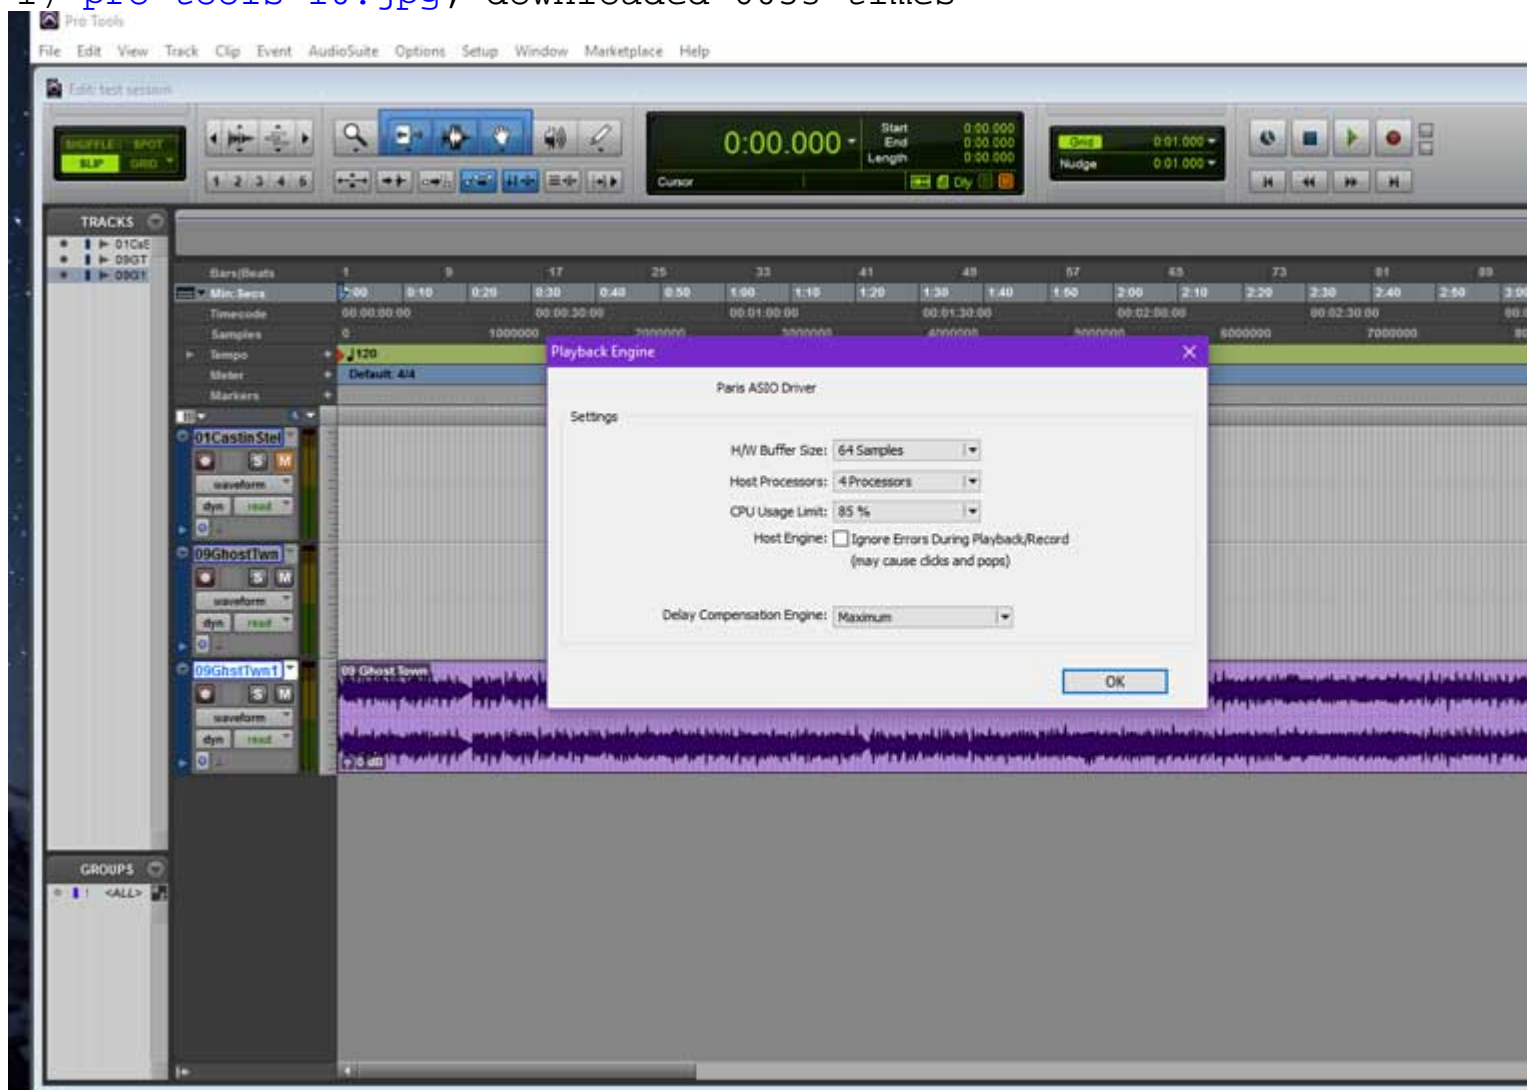 Pro Tools
File Edit View Track Clip Event AudioSuite Options Setup Window Marketplace Help
Edit: test session
SHUFFLE SPOT
SLIP GRID
1 2 3 4 5
0:00.000
Start 0:00.000
End 0:00.000
Length 0:00.000
Cursor
Dly
Grid 0:01.000
Nudge 0:01.000
TRACKS
01CsS
09GT
09GT
Bars|Beats 1 9 17 25 33 41 49 57 65 73 81 89
Min:Secs 0:00 0:10 0:20 0:30 0:40 0:50 1:00 1:10 1:20 1:30 1:40 1:50 2:00 2:10 2:20 2:30 2:40 2:50 3:00
Timecode 00:00:00:00 00:00:30:00 00:01:00:00 00:01:30:00 00:02:00:00 00:02:30:00
Samples 0 1000000 2000000 3000000 4000000 5000000 6000000 7000000
Tempo 120
Meter Default: 4/4
Markers
Playback Engine
Paris ASIO Driver
Settings
H/W Buffer Size: 64 Samples
Host Processors: 4 Processors
CPU Usage Limit: 85 %
Host Engine: Ignore Errors During Playback/Record
(may cause clicks and pops)
Delay Compensation Engine: Maximum
OK
01CastinStel
S M
waveform
dyn read
09GhostTwn
S M
waveform
dyn read
09GhstTwn1
S M
waveform
dyn read
09 Ghost Town
0 dB
GROUPS
! <ALL>